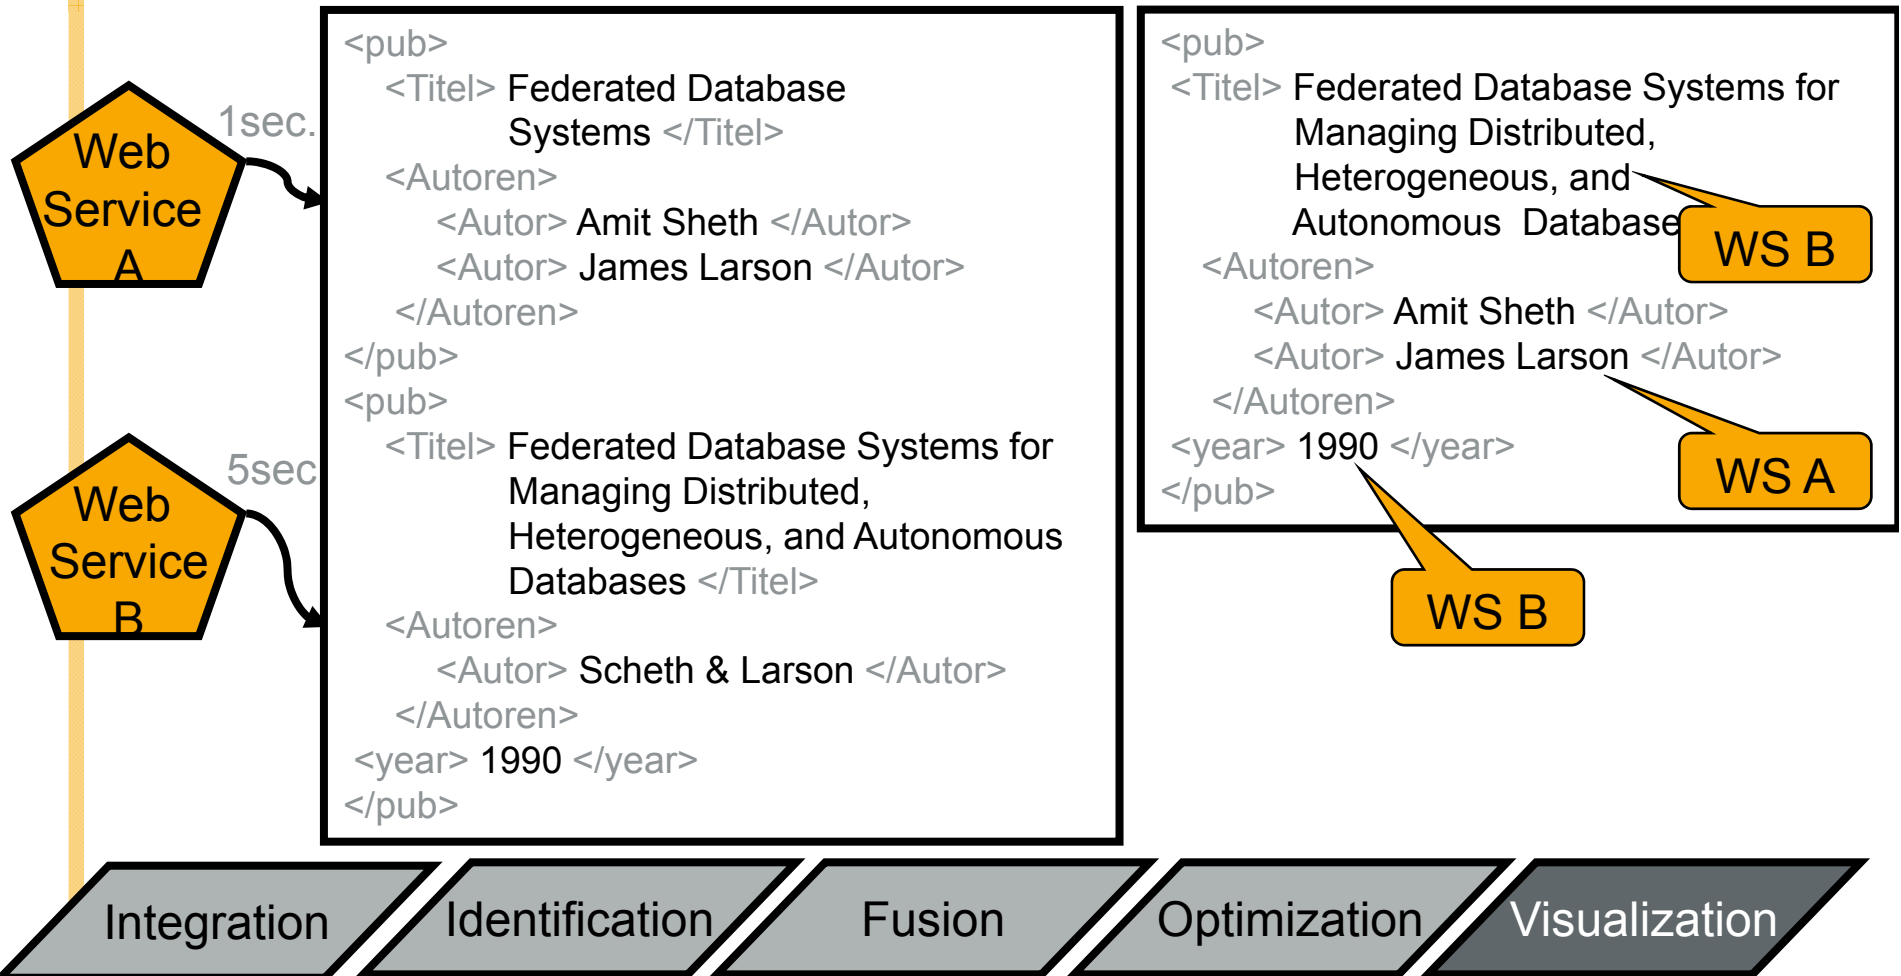 Web
Service
A
1sec.
Web
Service
B
5sec
<pub>
<Titel> Federated Database
Systems </Titel>
<Autoren>
<Autor> Amit Sheth </Autor>
<Autor> James Larson </Autor>
</Autoren>
</pub>
<pub>
<Titel> Federated Database Systems for
Managing Distributed,
Heterogeneous, and Autonomous
Databases </Titel>
<Autoren>
<Autor> Scheth & Larson </Autor>
</Autoren>
<year> 1990 </year>
</pub>
<pub>
<Titel> Federated Database Systems for
Managing Distributed,
Heterogeneous, and
Autonomous Database
WS B
<Autoren>
<Autor> Amit Sheth </Autor>
<Autor> James Larson </Autor>
</Autoren>
<year> 1990 </year>
WS A
</pub>
WS B
Integration
Identification
Fusion
Optimization
Visualization